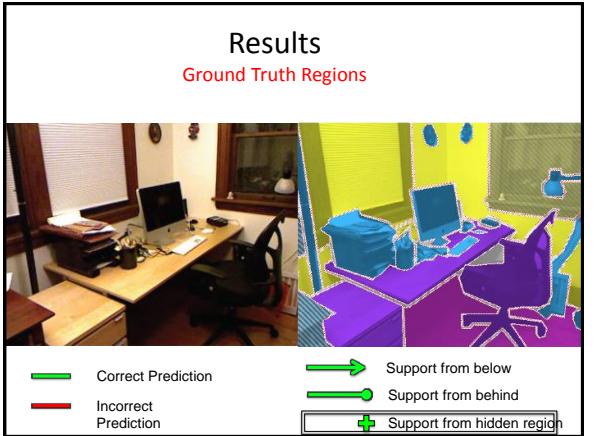 Results
Ground Truth Regions
Correct Prediction
Incorrect
Prediction
Support from below
Support from behind
Support from hidden region